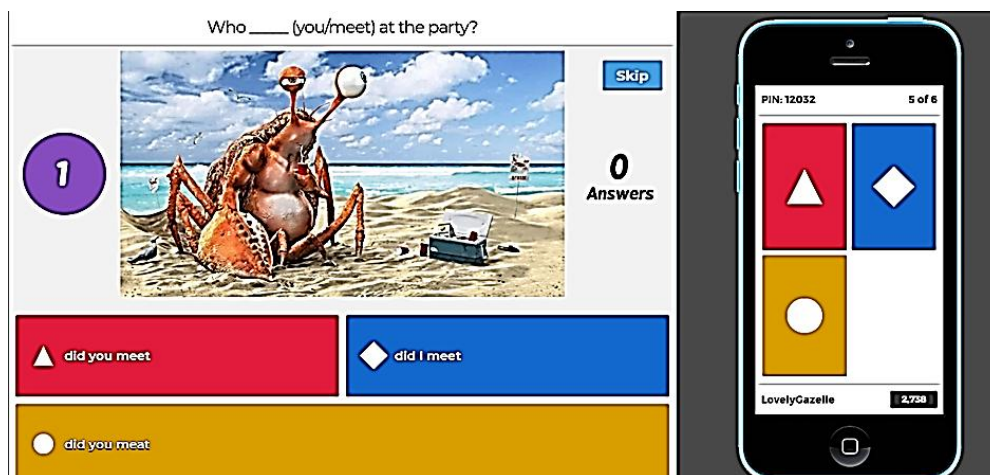 Who _____ (you/meet) at the party?
Skip
1
0
Answers
did you meet
did I meet
did you meat
PIN: 12032
5 of 6
LovelyGazelle
2,738